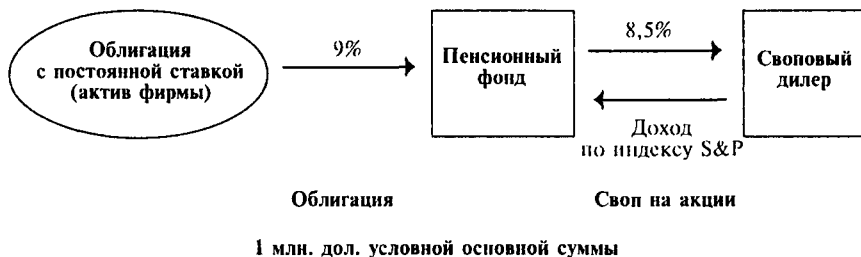 Облигация
с постоянной ставкой
(актив фирмы)
9%
Пенсионный
фонд
8,5%
Своповый
дилер
Доход
по индексу S&P
Облигация
Своп на акции
1 млн. дол. условной основной суммы